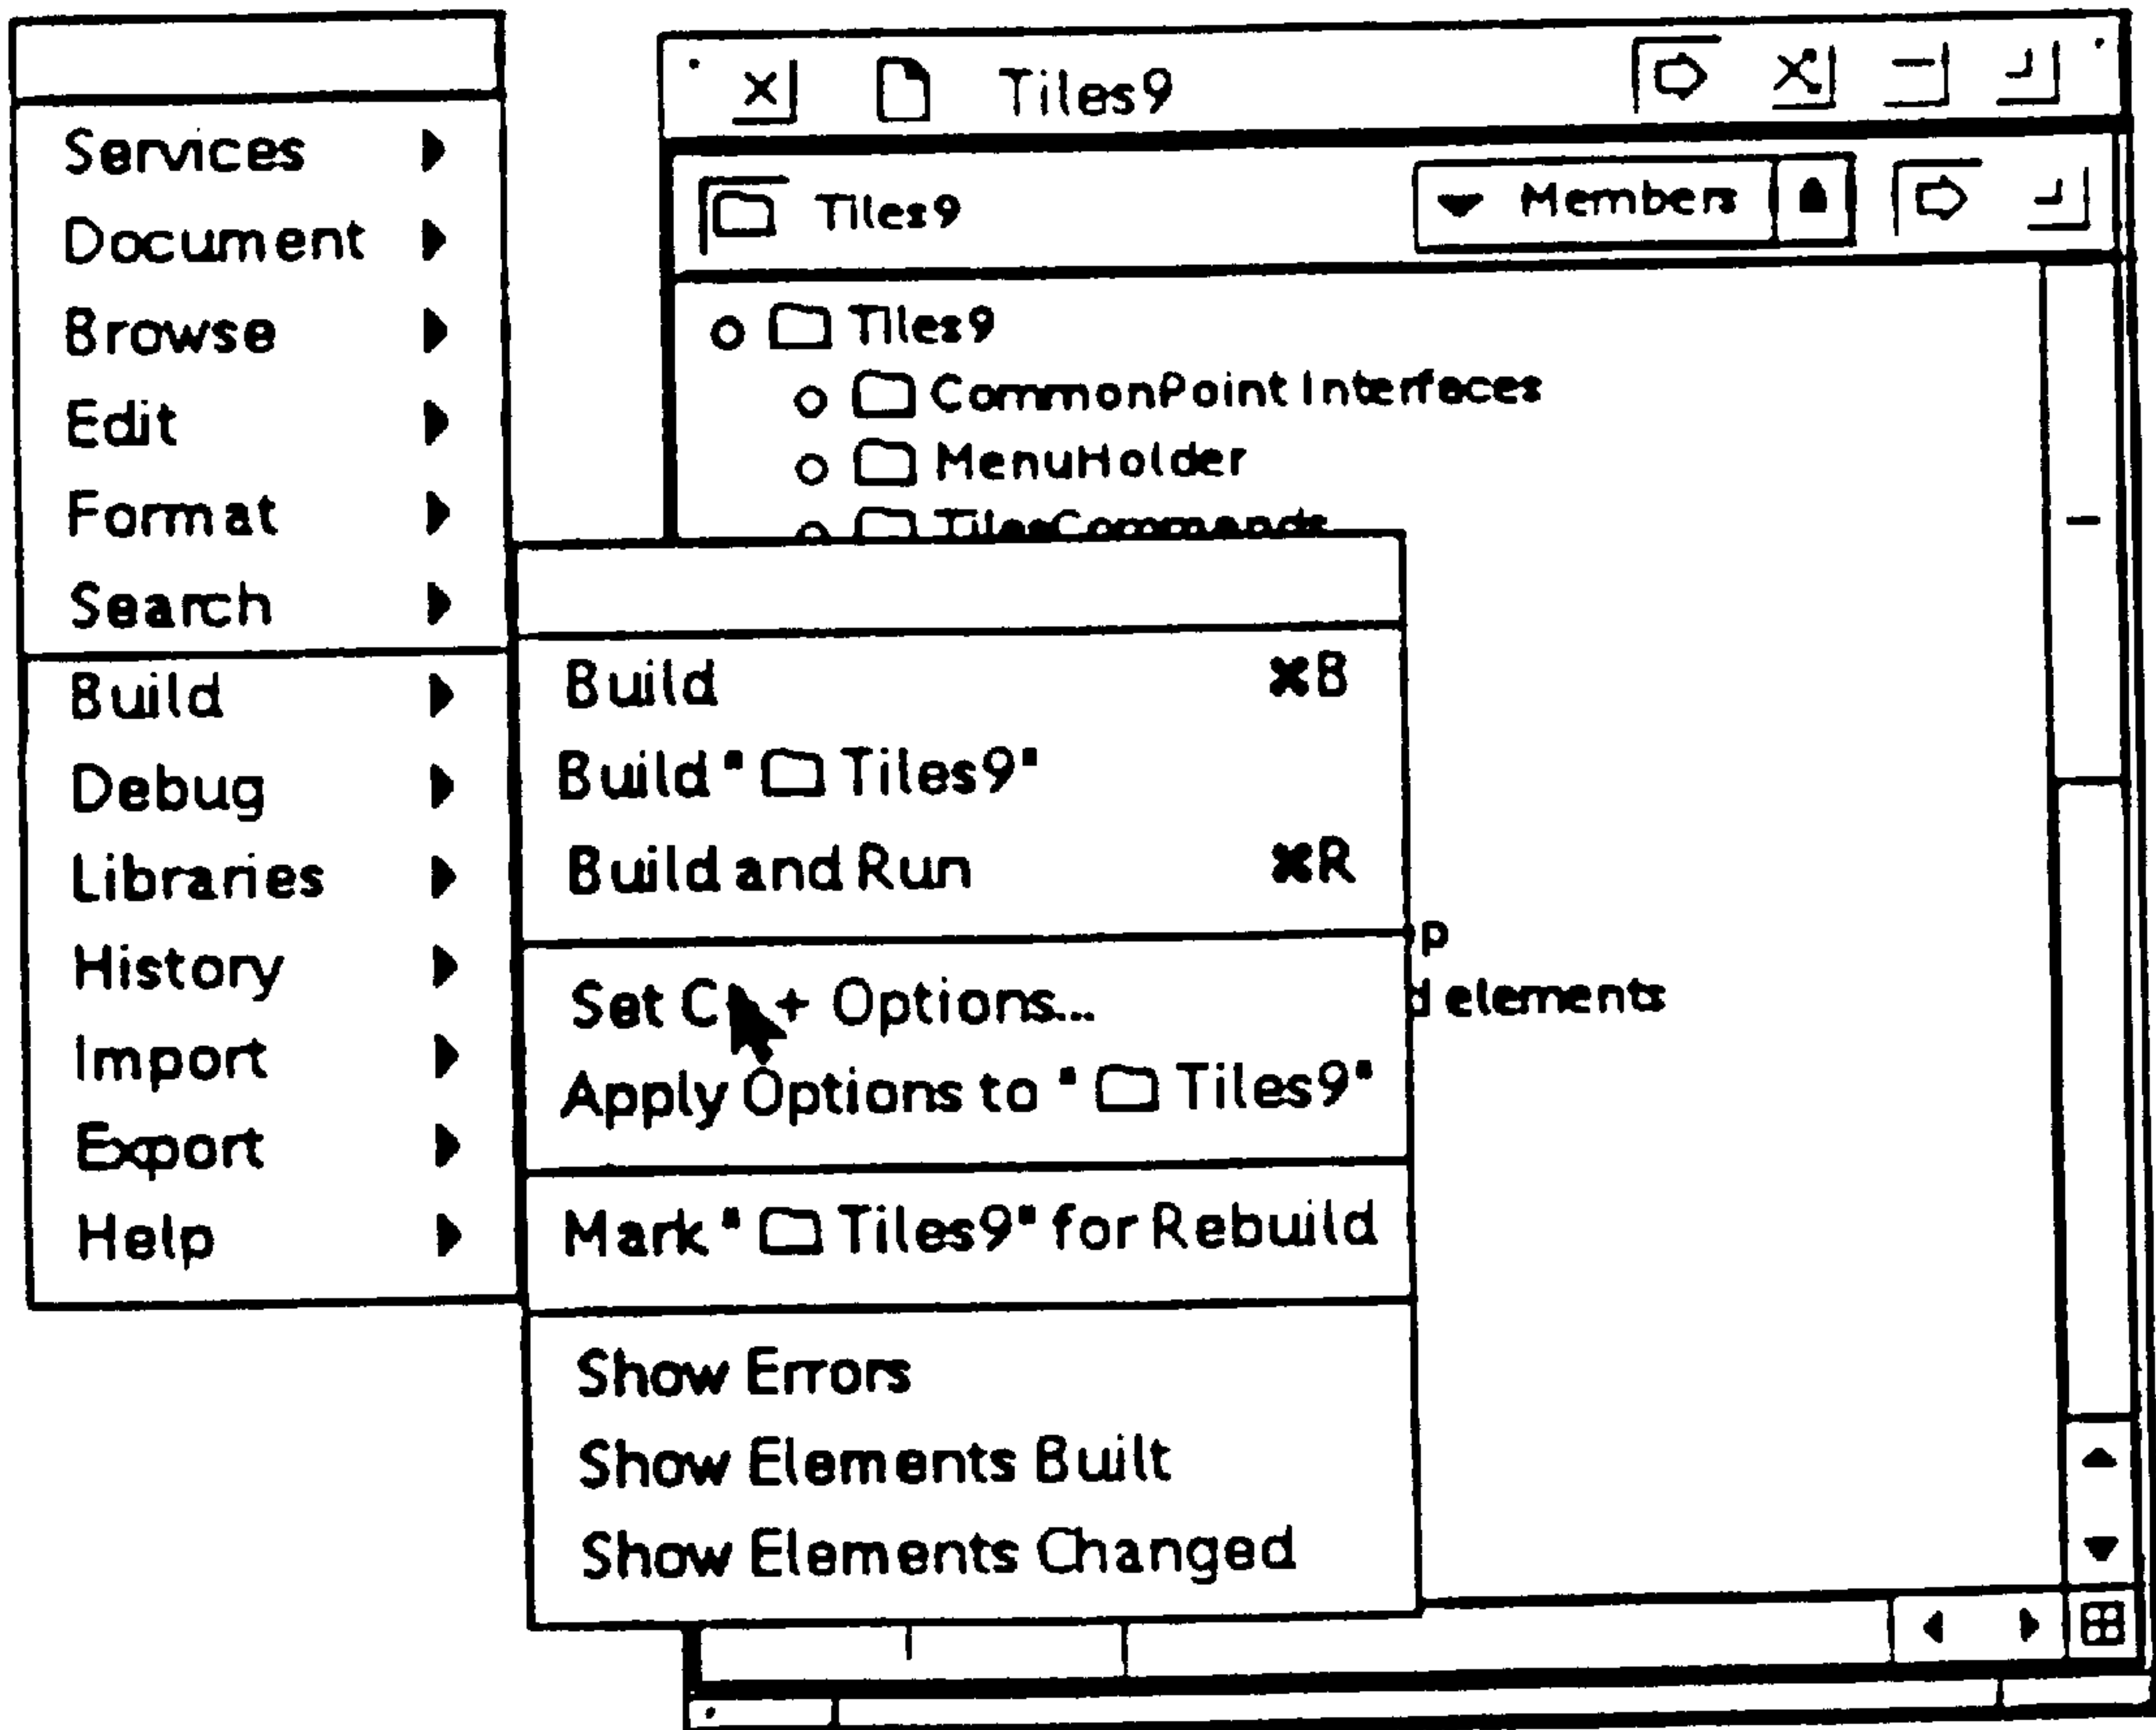 Services
Document
Browse
Edit
Format
Search
Build
Debug
Libraries
History
Import
Export
Help
Tiles9
Tiles9 Members
Tiles9
CommonPoint Interfaces
MenuHolder
TilesCommands
Build ⌘B
Build "Tiles9"
Build and Run ⌘R
Set C+ Options...
Apply Options to "Tiles9"
Mark "Tiles9" for Rebuild
Show Errors
Show Elements Built
Show Elements Changed
p
d elements